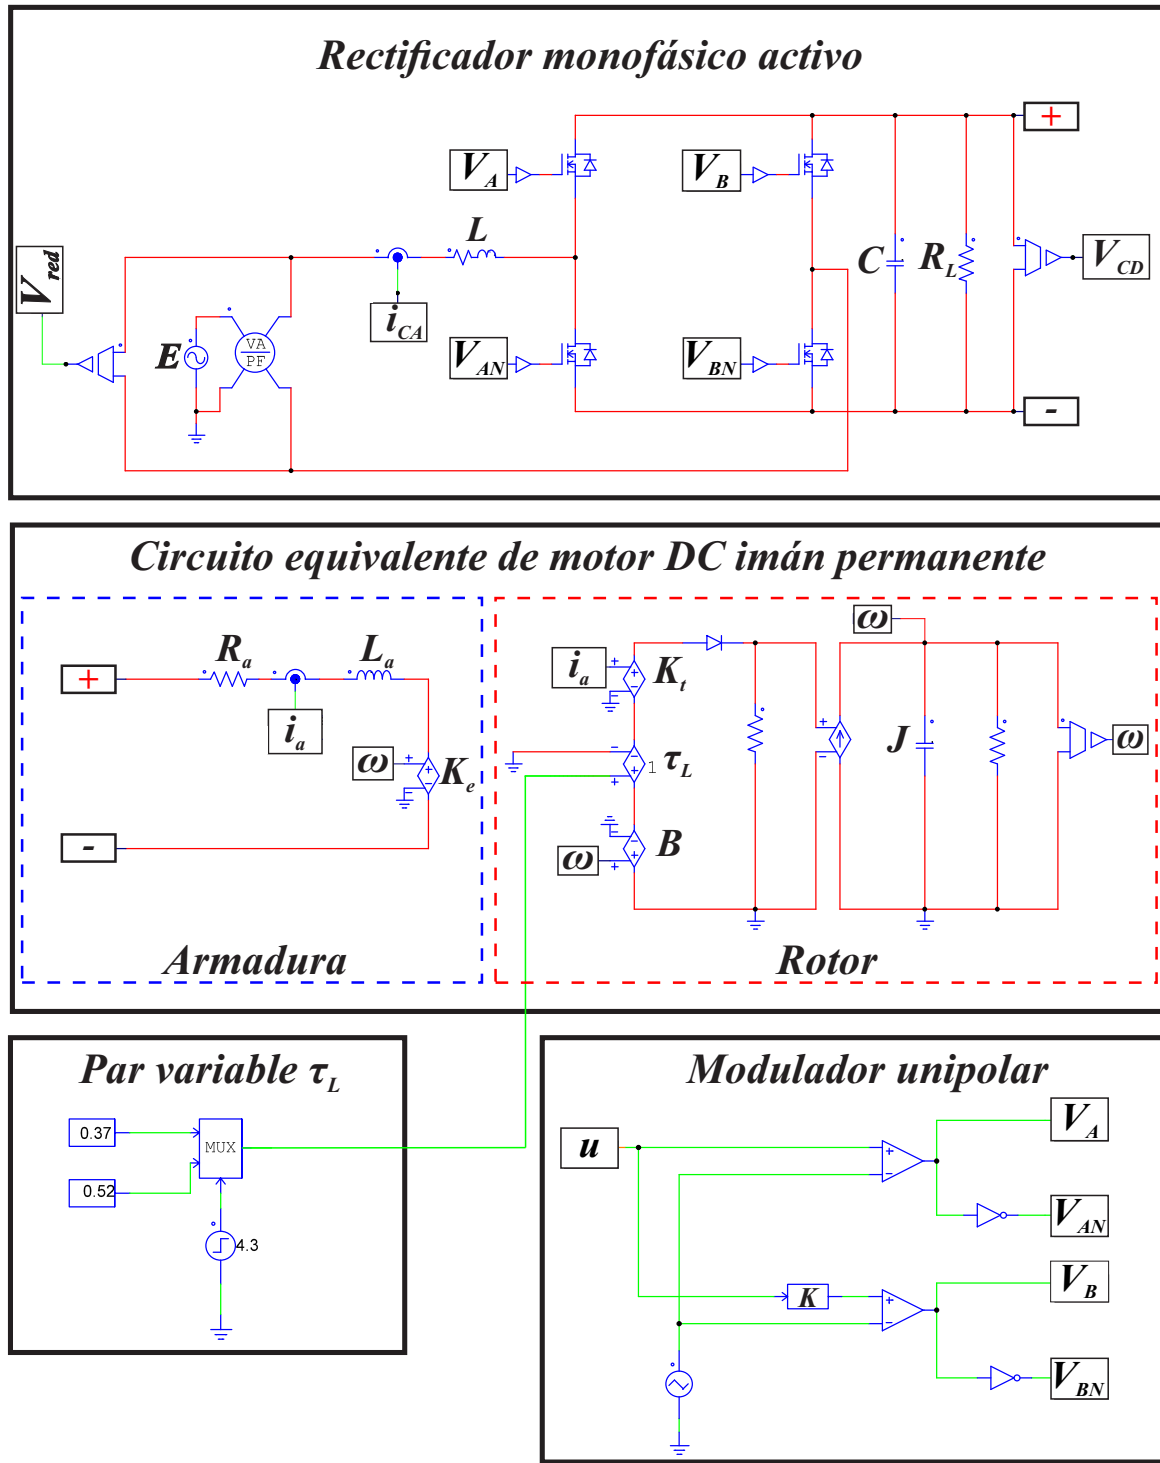 Rectificador monofásico activo
+
V_A
V_B
L
V_red
C
R_L
V_CD
i_CA
VA
PF
E
V_AN
V_BN
-
Circuito equivalente de motor DC imán permanente
ω
R_a
L_a
i_a
K_t
+
i_a
ω
K_e
1 τ_L
J
ω
-
ω
B
Armadura
Rotor
Par variable τ_L
0.37
MUX
0.52
4.3
Modulador unipolar
u
V_A
V_AN
V_B
K
V_BN